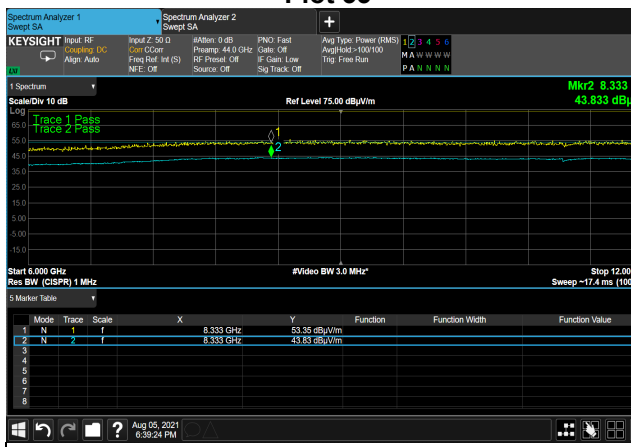 Spectrum Analyzer 1
Swept SA
Spectrum Analyzer 2
Swept SA
KEYSIGHT
Input: RF
Coupling: DC
Align: Auto
Input Z: 50 Ω
Corr CCorr
Freq Ref: Int (S)
NFE: Off
#Atten: 0 dB
Preamp: 44.0 GHz
RF Presel: Off
Source: Off
PNO: Fast
Gate: Off
IF Gain: Low
Sig Track: Off
Avg Type: Power (RMS)
Avg|Hold:>100/100
Trig: Free Run
1 2 3 4 5 6
M A W W W W
P A N N N N
1 Spectrum
Scale/Div 10 dB
Ref Level 75.00 dBµV/m
Mkr2 8.333
43.833 dBµ
Log
Trace 1 Pass
Trace 2 Pass
65.0
55.0
45.0
35.0
25.0
15.0
5.00
-5.00
-15.0
1
2
Start 6.000 GHz
Res BW (CISPR) 1 MHz
#Video BW 3.0 MHz*
Stop 12.00
Sweep ~17.4 ms (100
5 Marker Table
Mode Trace Scale X Y Function Function Width Function Value
1 N 1 f 8.333 GHz 53.35 dBµV/m
2 N 2 f 8.333 GHz 43.83 dBµV/m
3
4
5
6
7
8
?
Aug 05, 2021
6:39:24 PM